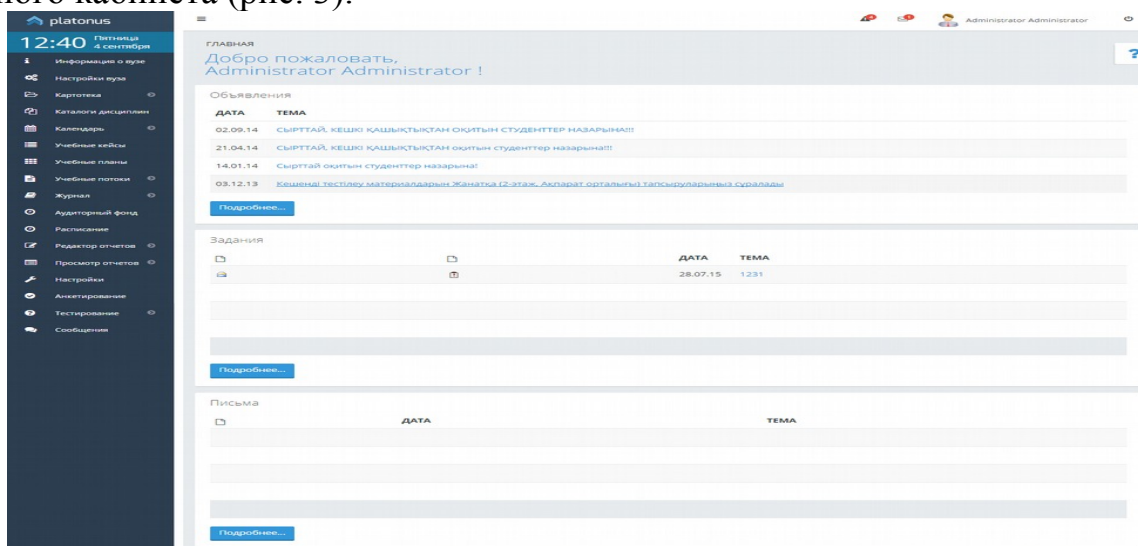 ного кабинета (рис. 3).
platonus
12:40 Пятница
4 сентября
Информация о вузе
Настройки вуза
Картотека
Каталоги дисциплин
Календарь
Учебные кейсы
Учебные планы
Учебные потоки
Журнал
Аудиторный фонд
Расписание
Редактор отчетов
Просмотр отчетов
Настройки
Анкетирование
Тестирование
Сообщения
Administrator Administrator
?
ГЛАВНАЯ
Добро пожаловать,
Administrator Administrator !
Объявления
ДАТА ТЕМА
02.09.14 СЫРТТАЙ, КЕШКІ ҚАШЫҚТЫҚТАН ОҚИТЫН СТУДЕНТТЕР НАЗАРЫНА!!!
21.04.14 СЫРТТАЙ, КЕШКІ ҚАШЫҚТЫҚТАН оқитын студенттер назарына!!!
14.01.14 Сырттай оқитын студенттер назарына!
03.12.13 Кешенді тестілеу материалдарын Жанатқа (2-этаж, Ақпарат орталығы) тапсыруларыңыз сұралады
Подробнее...
Задания
ДАТА ТЕМА
28.07.15 1231
Подробнее...
Письма
ДАТА ТЕМА
Подробнее...